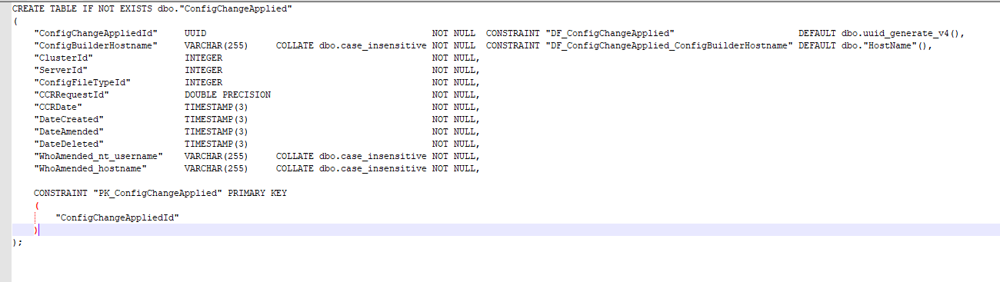 CREATE TABLE IF NOT EXISTS dbo."ConfigChangeApplied"
(
"ConfigChangeAppliedId" UUID NOT NULL CONSTRAINT "DF_ConfigChangeApplied" DEFAULT dbo.uuid_generate_v4(),
"ConfigBuilderHostname" VARCHAR(255) COLLATE dbo.case_insensitive NOT NULL CONSTRAINT "DF_ConfigChangeApplied_ConfigBuilderHostname" DEFAULT dbo."HostName"(),
"ClusterId" INTEGER NOT NULL,
"ServerId" INTEGER NOT NULL,
"ConfigFileTypeId" INTEGER NOT NULL,
"CCRRequestId" DOUBLE PRECISION NOT NULL,
"CCRDate" TIMESTAMP(3) NOT NULL,
"DateCreated" TIMESTAMP(3) NOT NULL,
"DateAmended" TIMESTAMP(3) NOT NULL,
"DateDeleted" TIMESTAMP(3) NOT NULL,
"WhoAmended_nt_username" VARCHAR(255) COLLATE dbo.case_insensitive NOT NULL,
"WhoAmended_hostname" VARCHAR(255) COLLATE dbo.case_insensitive NOT NULL,
CONSTRAINT "PK_ConfigChangeApplied" PRIMARY KEY
(
"ConfigChangeAppliedId"
)
);